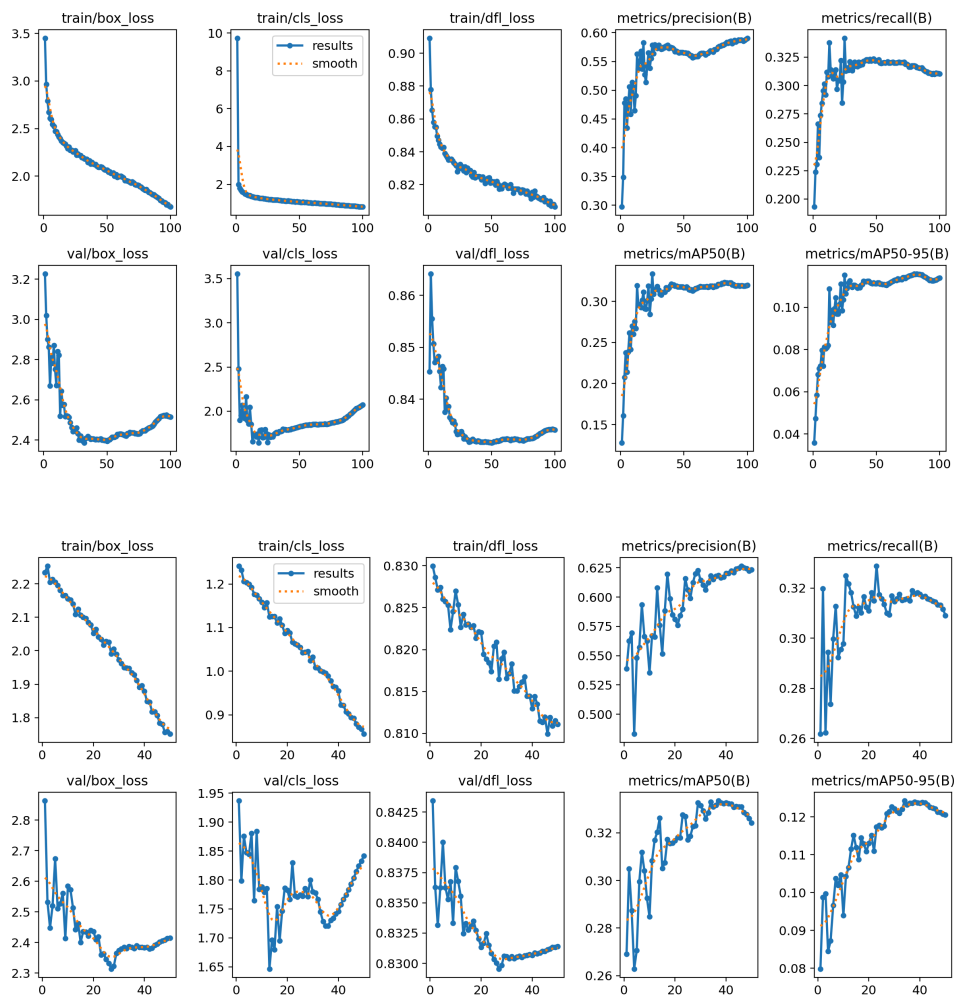 train/box_loss train/cls_loss train/dfl_loss metrics/precision(B) metrics/recall(B)
3.5 10 0.90 0.60 0.325
3.0 8 0.88 0.55 0.300
2.5 6 0.86 0.50 0.275
2.0 4 0.84 0.45 0.250
2 0.82 0.40 0.225
0.35 0.200
0.30
results
smooth
0 50 100 0 50 100 0 50 100 0 50 100 0 50 100
val/box_loss val/cls_loss val/dfl_loss metrics/mAP50(B) metrics/mAP50-95(B)
3.2 3.5 0.86 0.30 0.10
3.0 3.0 0.85 0.25 0.08
2.8 2.5 0.84 0.20 0.06
2.6 2.0 0.15 0.04
2.4
0 50 100 0 50 100 0 50 100 0 50 100 0 50 100
train/box_loss train/cls_loss train/dfl_loss metrics/precision(B) metrics/recall(B)
2.2 1.2 0.830 0.625 0.32
2.1 1.1 0.825 0.600 0.30
2.0 1.0 0.820 0.575 0.28
1.9 0.9 0.815 0.550 0.26
1.8 0.810 0.525
0.500
results
smooth
0 20 40 0 20 40 0 20 40 0 20 40 0 20 40
val/box_loss val/cls_loss val/dfl_loss metrics/mAP50(B) metrics/mAP50-95(B)
2.8 1.95 0.843 0.32 0.12
2.7 1.90 0.8400 0.30 0.11
2.6 1.85 0.8380 0.28 0.10
2.5 1.80 0.8360 0.26 0.09
2.4 1.75 0.8330 0.08
2.3 1.70 0.8320
1.65 0.8300
0 20 40 0 20 40 0 20 40 0 20 40 0 20 40